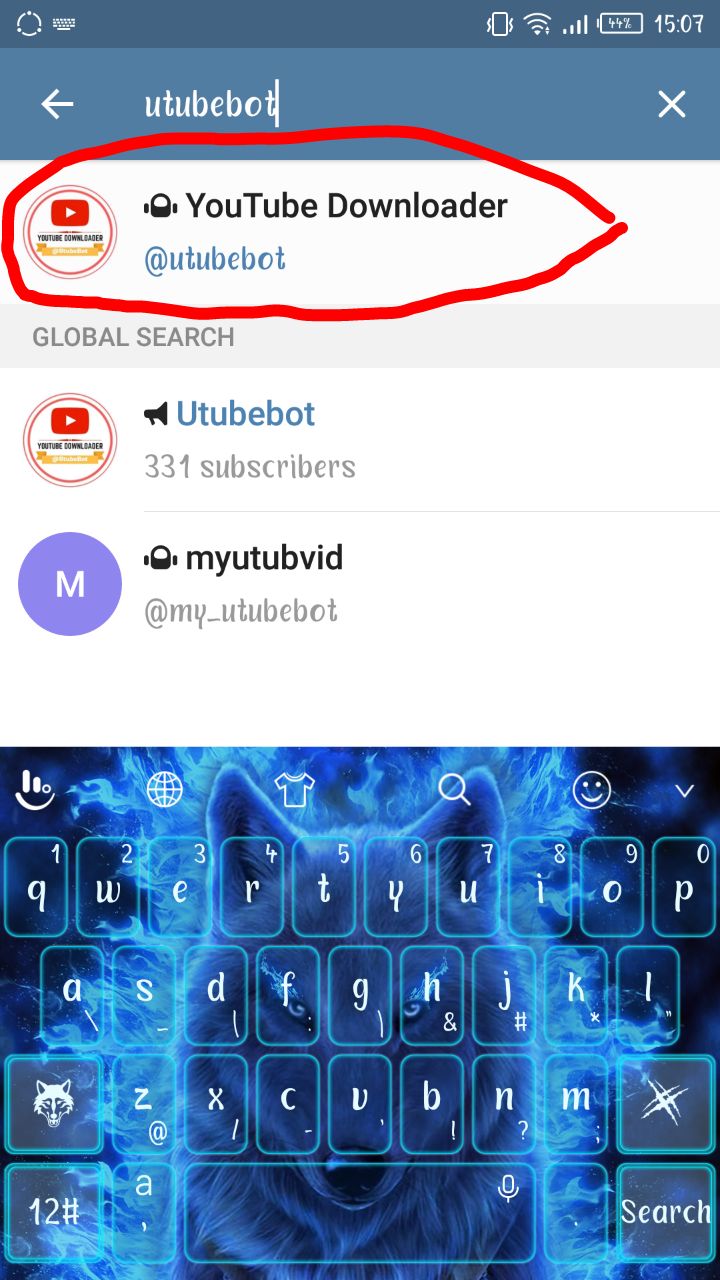 44% 15:07
utubebot
YouTube Downloader
@utubebot
YOUTUBE DOWNLOADER
@UtubeBot
GLOBAL SEARCH
Utubebot
331 subscribers
YOUTUBE DOWNLOADER
@UtubeBot
M
myutubvid
@my_utubebot
1 2 3 4 5 6 7 8 9 0
q w e r t y u i o p
a s d f g h j k l
\ _ ( : ) & # * "
z x c v b n m
@ / - ' ! ? ;
12# a , . Search